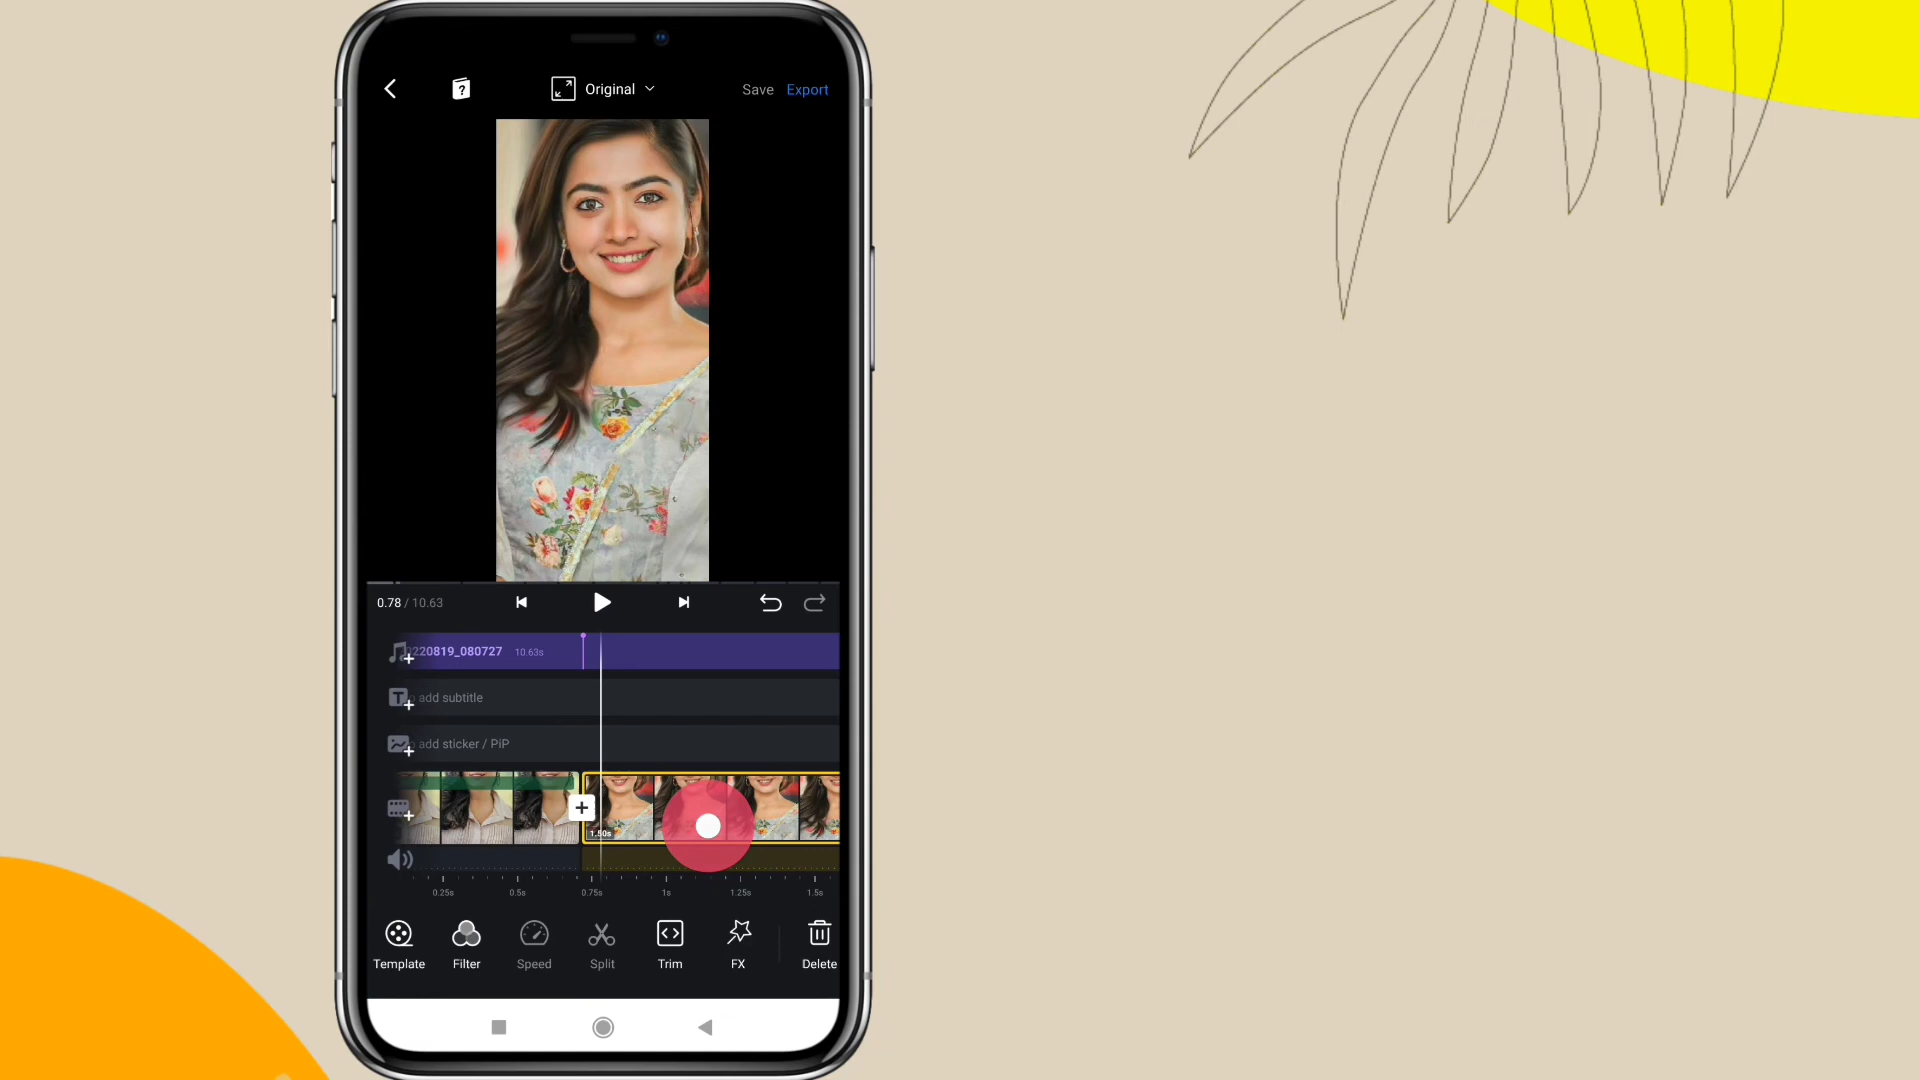 Original
Save
Export
0.78 / 10.63
220819_080727
10.63s
add subtitle
add sticker / PiP
1.50s
0.25s
0.5s
0.75s
1s
1.25s
1.5s
Template
Filter
Speed
Split
Trim
FX
Delete